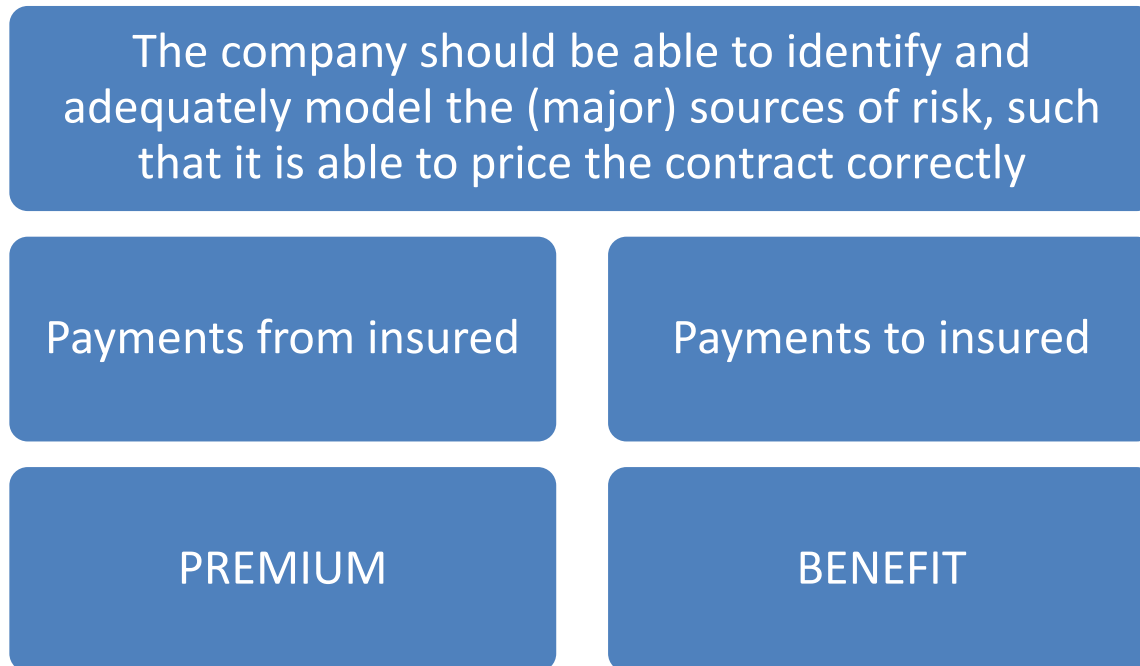 The company should be able to identify and
adequately model the (major) sources of risk, such
that it is able to price the contract correctly
Payments from insured
Payments to insured
PREMIUM
BENEFIT